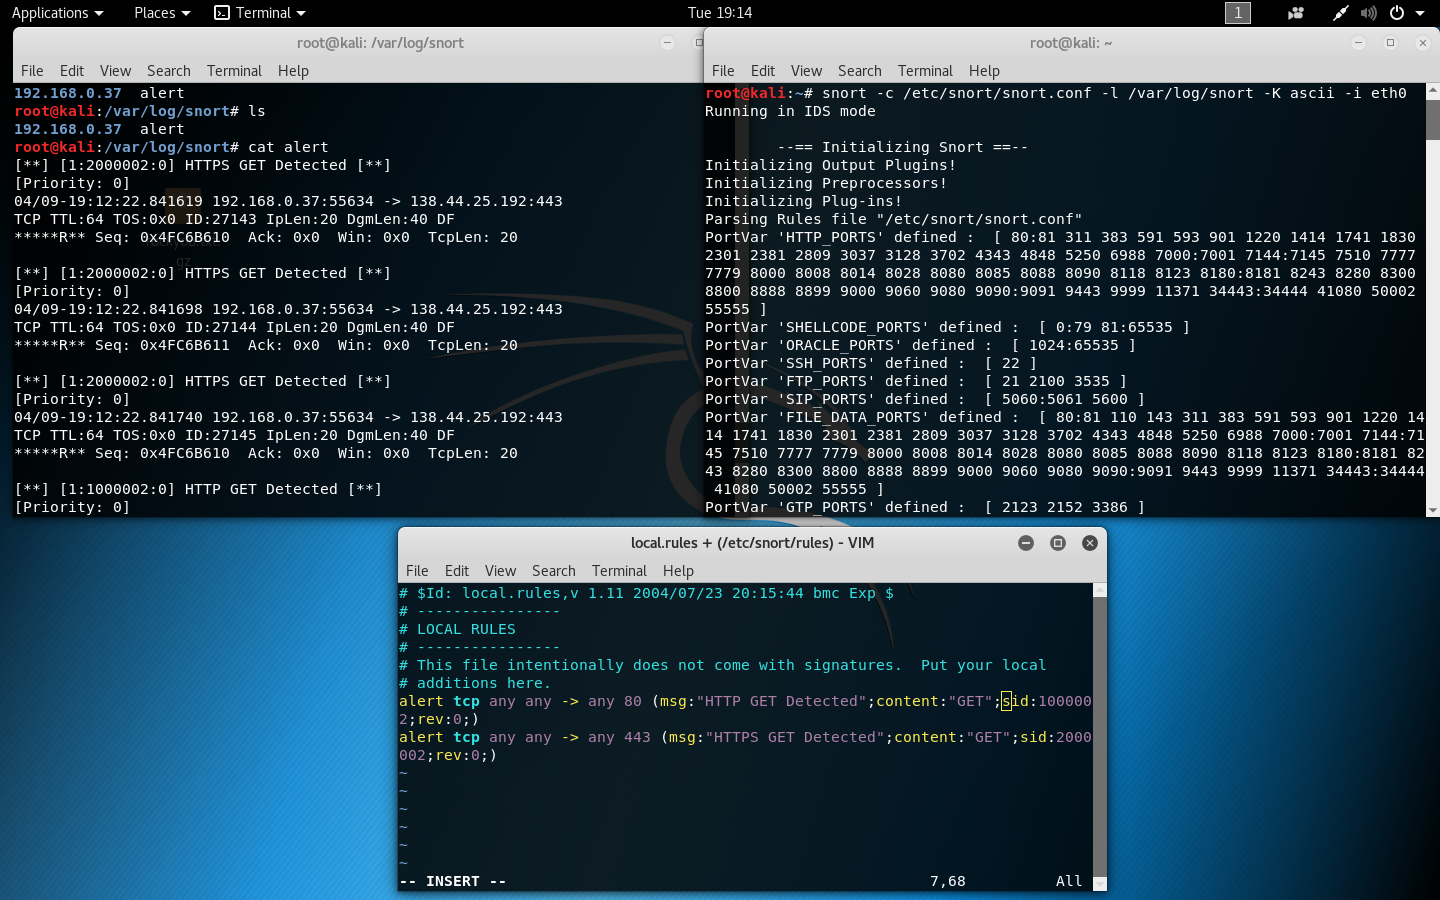 Applications Places Terminal Tue 19:14 1
root@kali: /var/log/snort
File Edit View Search Terminal Help
192.168.0.37  alert
root@kali:/var/log/snort# ls
192.168.0.37  alert
root@kali:/var/log/snort# cat alert
[**] [1:2000002:0] HTTPS GET Detected [**]
[Priority: 0]
04/09-19:12:22.841619 192.168.0.37:55634 -> 138.44.25.192:443
TCP TTL:64 TOS:0x0 ID:27143 IpLen:20 DgmLen:40 DF
*****R** Seq: 0x4FC6B610  Ack: 0x0  Win: 0x0  TcpLen: 20
gz
[**] [1:2000002:0] HTTPS GET Detected [**]
[Priority: 0]
04/09-19:12:22.841698 192.168.0.37:55634 -> 138.44.25.192:443
TCP TTL:64 TOS:0x0 ID:27144 IpLen:20 DgmLen:40 DF
*****R** Seq: 0x4FC6B611  Ack: 0x0  Win: 0x0  TcpLen: 20
[**] [1:2000002:0] HTTPS GET Detected [**]
[Priority: 0]
04/09-19:12:22.841740 192.168.0.37:55634 -> 138.44.25.192:443
TCP TTL:64 TOS:0x0 ID:27145 IpLen:20 DgmLen:40 DF
*****R** Seq: 0x4FC6B610  Ack: 0x0  Win: 0x0  TcpLen: 20
[**] [1:1000002:0] HTTP GET Detected [**]
[Priority: 0]
root@kali: ~
File Edit View Search Terminal Help
root@kali:~# snort -c /etc/snort/snort.conf -l /var/log/snort -K ascii -i eth0
Running in IDS mode
--== Initializing Snort ==--
Initializing Output Plugins!
Initializing Preprocessors!
Initializing Plug-ins!
Parsing Rules file "/etc/snort/snort.conf"
PortVar 'HTTP_PORTS' defined :  [ 80:81 311 383 591 593 901 1220 1414 1741 1830
2301 2381 2809 3037 3128 3702 4343 4848 5250 6988 7000:7001 7144:7145 7510 7777
7779 8000 8008 8014 8028 8080 8085 8088 8090 8118 8123 8180:8181 8243 8280 8300
8800 8888 8899 9000 9060 9080 9090:9091 9443 9999 11371 34443:34444 41080 50002
55555 ]
PortVar 'SHELLCODE_PORTS' defined :  [ 0:79 81:65535 ]
PortVar 'ORACLE_PORTS' defined :  [ 1024:65535 ]
PortVar 'SSH_PORTS' defined :  [ 22 ]
PortVar 'FTP_PORTS' defined :  [ 21 2100 3535 ]
PortVar 'SIP_PORTS' defined :  [ 5060:5061 5600 ]
PortVar 'FILE_DATA_PORTS' defined :  [ 80:81 110 143 311 383 591 593 901 1220 14
14 1741 1830 2301 2381 2809 3037 3128 3702 4343 4848 5250 6988 7000:7001 7144:71
45 7510 7777 7779 8000 8008 8014 8028 8080 8085 8088 8090 8118 8123 8180:8181 82
43 8280 8300 8800 8888 8899 9000 9060 9080 9090:9091 9443 9999 11371 34443:34444
41080 50002 55555 ]
PortVar 'GTP_PORTS' defined :  [ 2123 2152 3386 ]
local.rules + (/etc/snort/rules) - VIM
File Edit View Search Terminal Help
# $Id: local.rules,v 1.11 2004/07/23 20:15:44 bmc Exp $
# ----------------
# LOCAL RULES
# ----------------
# This file intentionally does not come with signatures.  Put your local
# additions here.
alert tcp any any -> any 80 (msg:"HTTP GET Detected";content:"GET";sid:100000
2;rev:0;)
alert tcp any any -> any 443 (msg:"HTTPS GET Detected";content:"GET";sid:2000
002;rev:0;)
~
~
~
~
~
~
-- INSERT -- 7,68 All